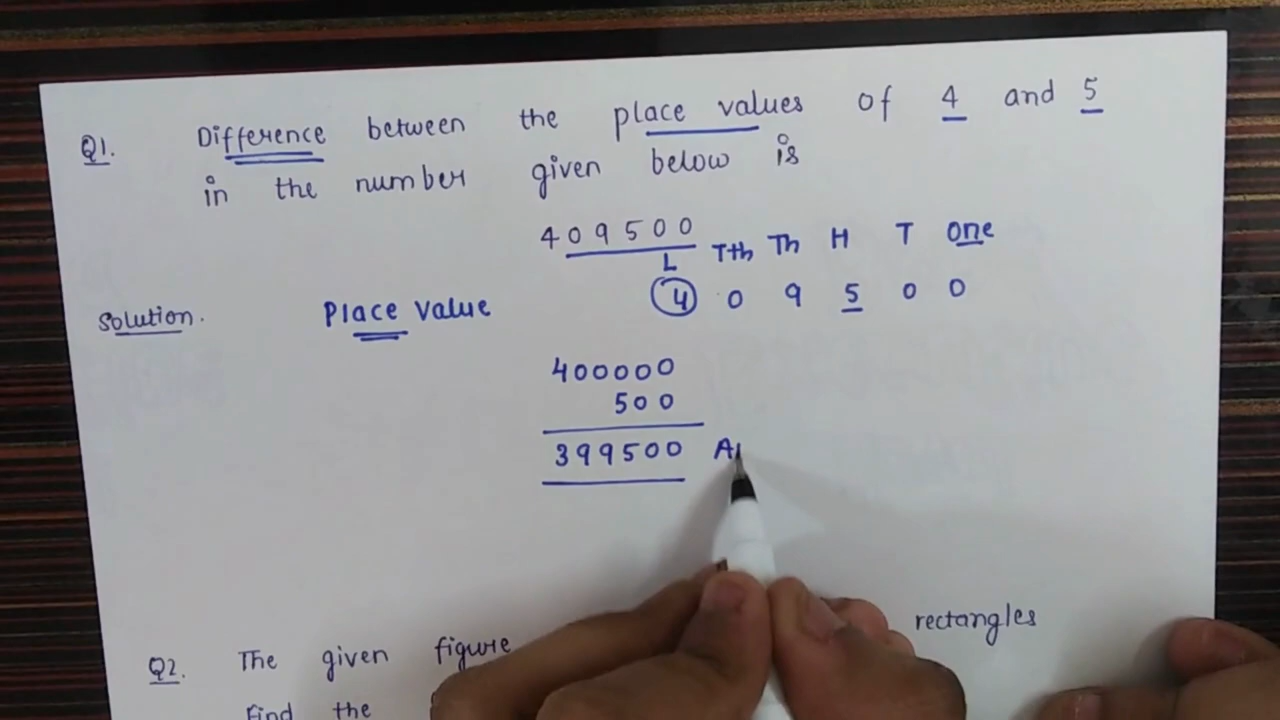 Q1. Difference between the place values of 4 and 5
in the number given below is
409500
L Tth Th H T One
Solution. Place Value 4 0 9 5 0 0
400000
500
399500 A
Q2. The given figure rectangles
Find the